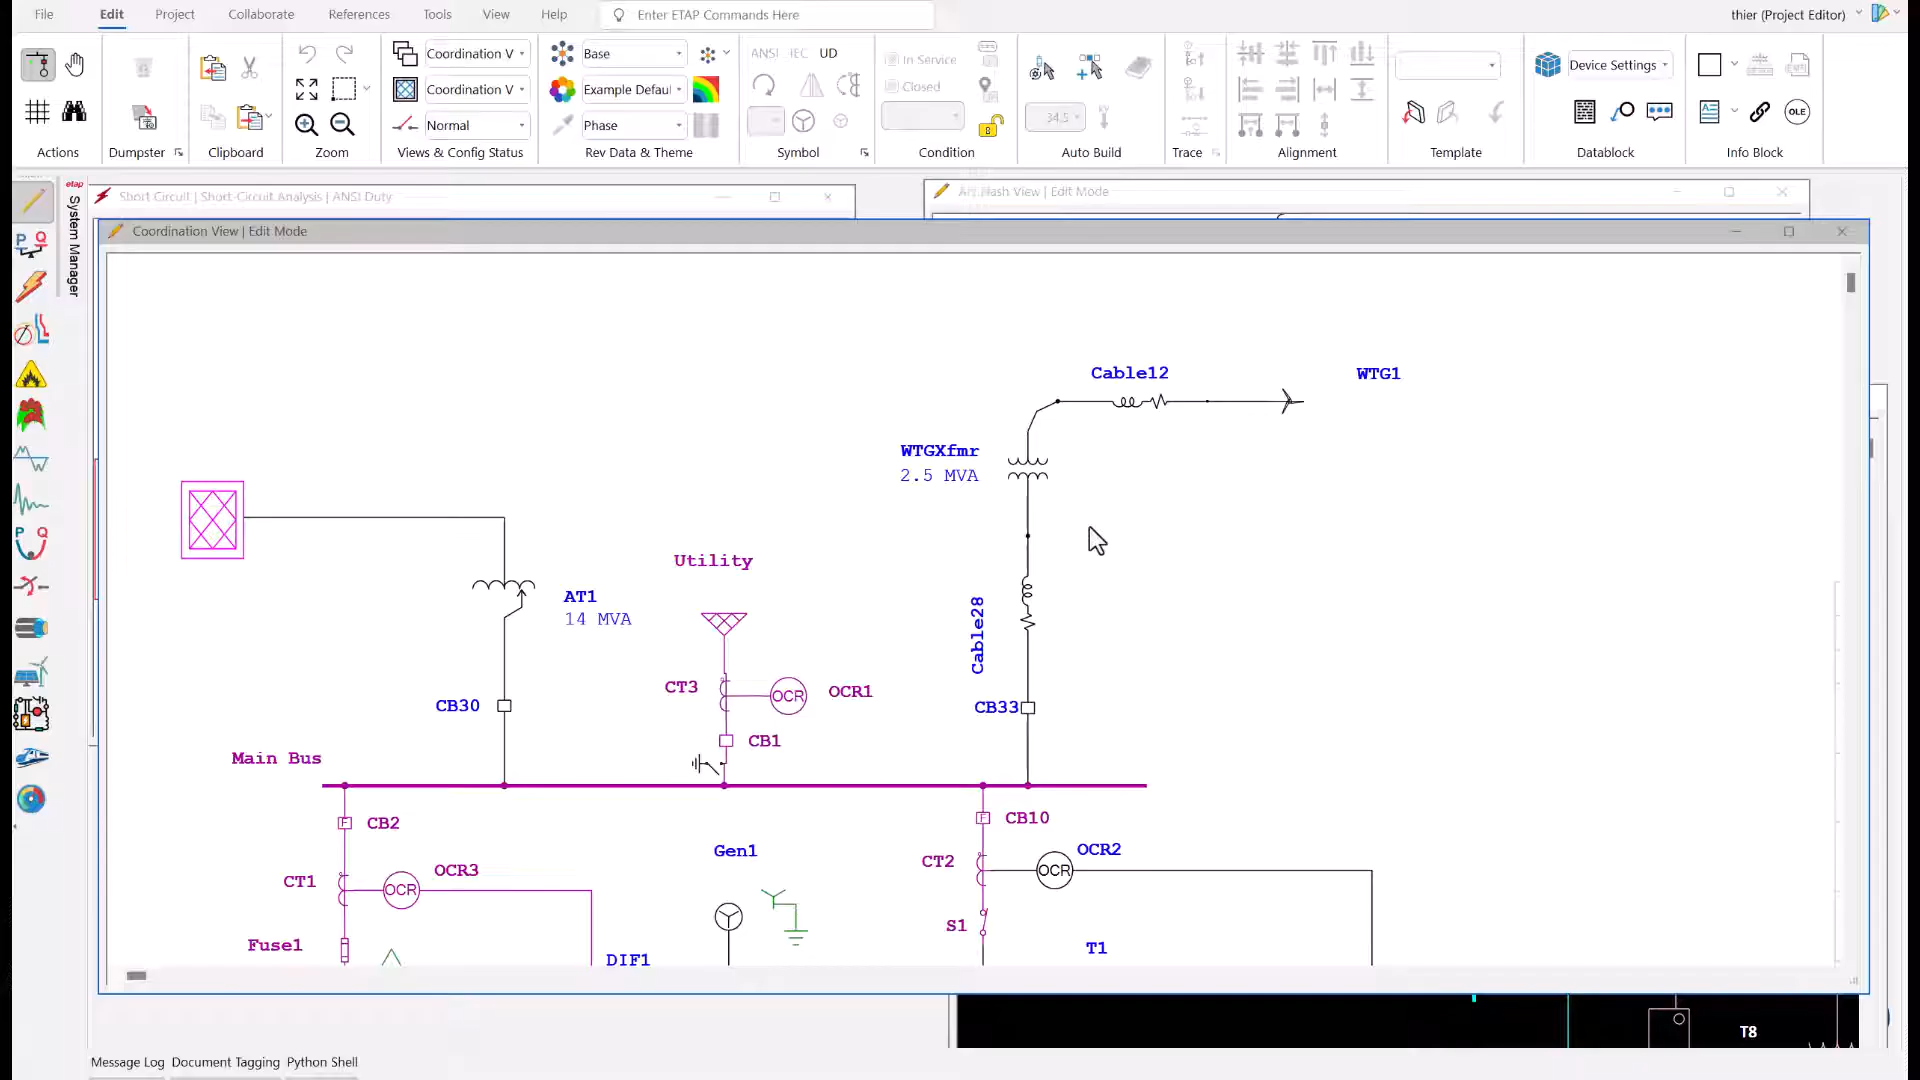 File Edit Project Collaborate References Tools View Help Enter ETAP Commands Here thier (Project Editor)
Coordination V Base ANSI IEC UD In Service Device Settings
Coordination V Example Defaul Closed
Normal Phase 34.5 kV OLE
Actions Dumpster Clipboard Zoom Views & Config Status Rev Data & Theme Symbol Condition Auto Build Trace Alignment Template Datablock Info Block
etap
System Manager
Short Circuit | Short-Circuit Analysis | ANSI Duty
Arc Flash View | Edit Mode
Coordination View | Edit Mode
P Q
P Q
Cable12
WTG1
WTGXfmr
2.5 MVA
Utility
AT1
14 MVA
Cable28
CT3 OCR OCR1
CB30
CB33
CB1
Main Bus
F CB2
F CB10
Gen1
OCR2
CT2 OCR
OCR3
CT1 OCR
S1
Fuse1
T1
DIF1
T8
Message Log Document Tagging Python Shell